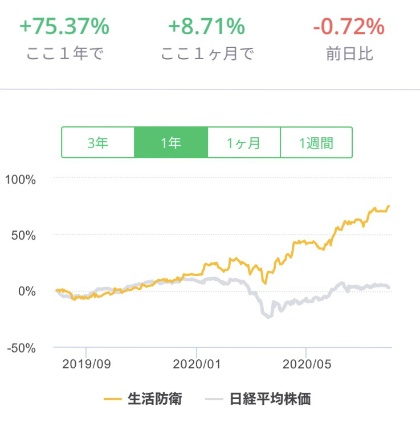 +75.37% +8.71% -0.72%
ここ１年で ここ１ヶ月で 前日比
3年 1年 1ヶ月 1週間
100%
50%
0%
-50%
2019/09 2020/01 2020/05
生活防衛 日経平均株価